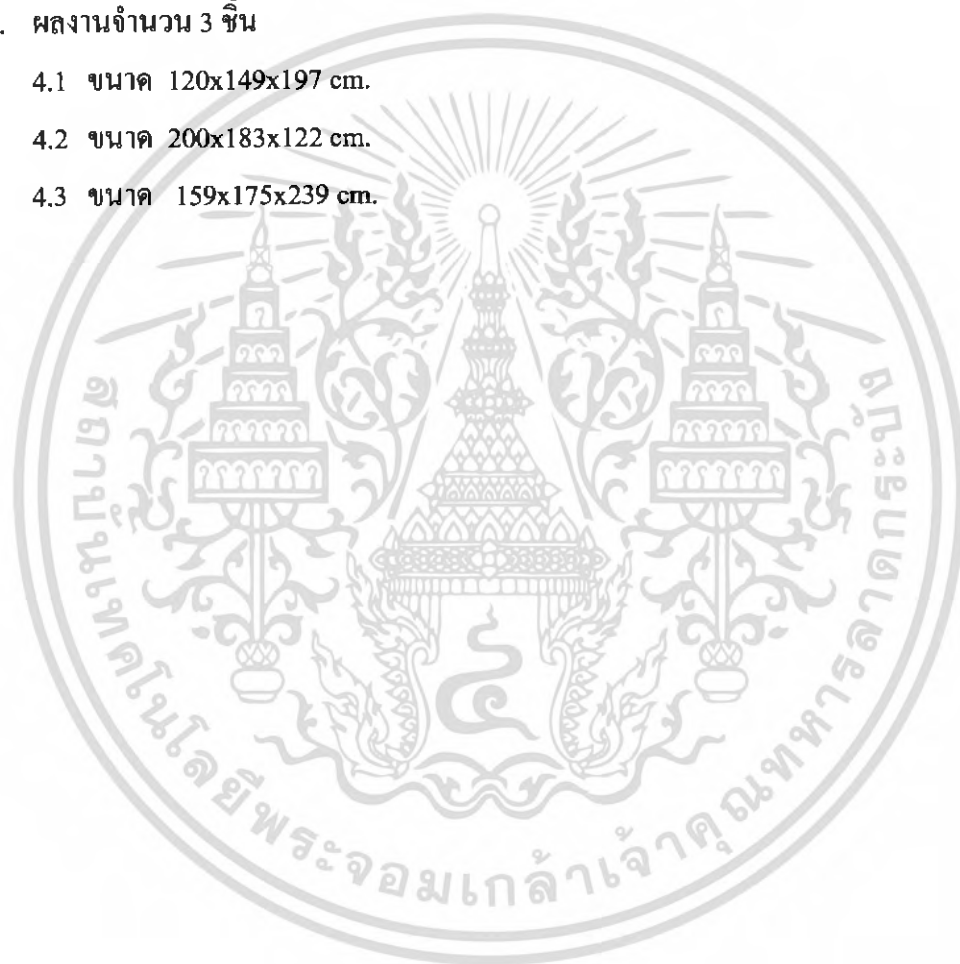 . ผลงานจำนวน 3 ชิ้น
4.1 ขนาด 120x149x197 cm.
4.2 ขนาด 200x183x122 cm.
4.3 ขนาด 159x175x239 cm.
๔
สถาบันเทคโนโลยีพระจอมเกล้าเจ้าคุณทหารลาดกระบัง